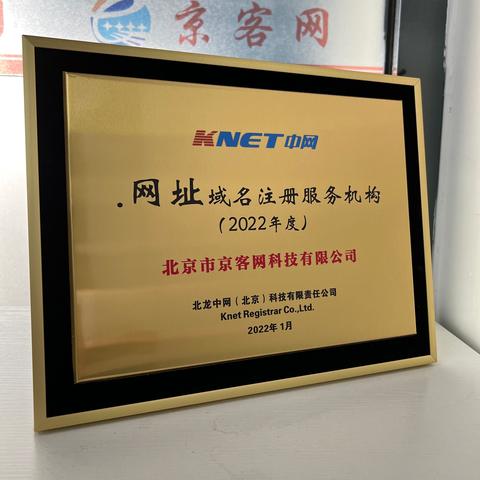 京客网
KNET中网
.网址域名注册服务机构
(2022年度)
北京市京客网科技有限公司
北龙中网(北京)科技有限责任公司
Knet Registrar Co.,Ltd.
2022年1月